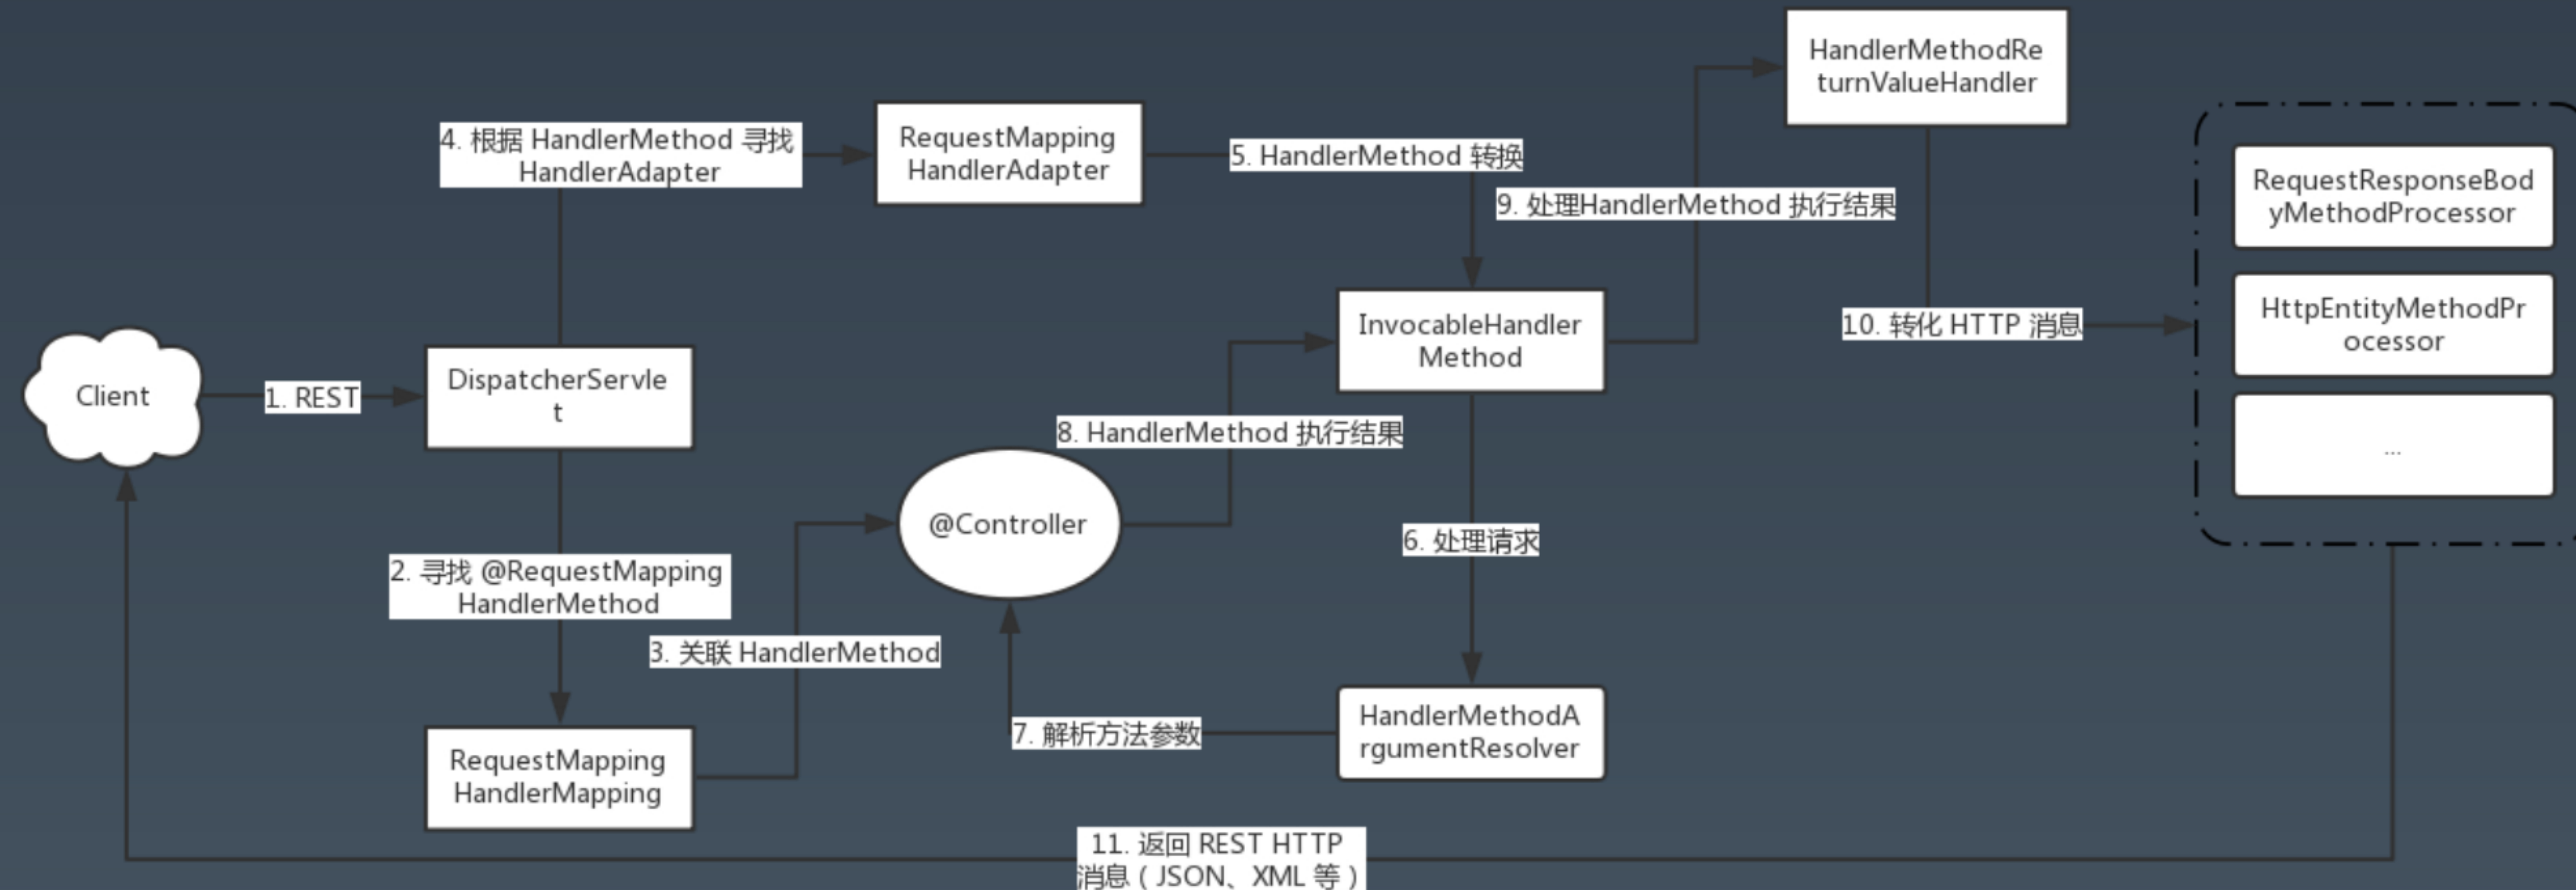 Client
1. REST
DispatcherServle
t
2. 寻找 @RequestMapping
HandlerMethod
RequestMapping
HandlerMapping
3. 关联 HandlerMethod
@Controller
4. 根据 HandlerMethod 寻找
HandlerAdapter
RequestMapping
HandlerAdapter
5. HandlerMethod 转换
InvocableHandler
Method
6. 处理请求
HandlerMethodA
rgumentResolver
7. 解析方法参数
8. HandlerMethod 执行结果
9. 处理HandlerMethod 执行结果
HandlerMethodRe
turnValueHandler
10. 转化 HTTP 消息
RequestResponseBod
yMethodProcessor
HttpEntityMethodPr
ocessor
...
11. 返回 REST HTTP
消息（JSON、XML 等）